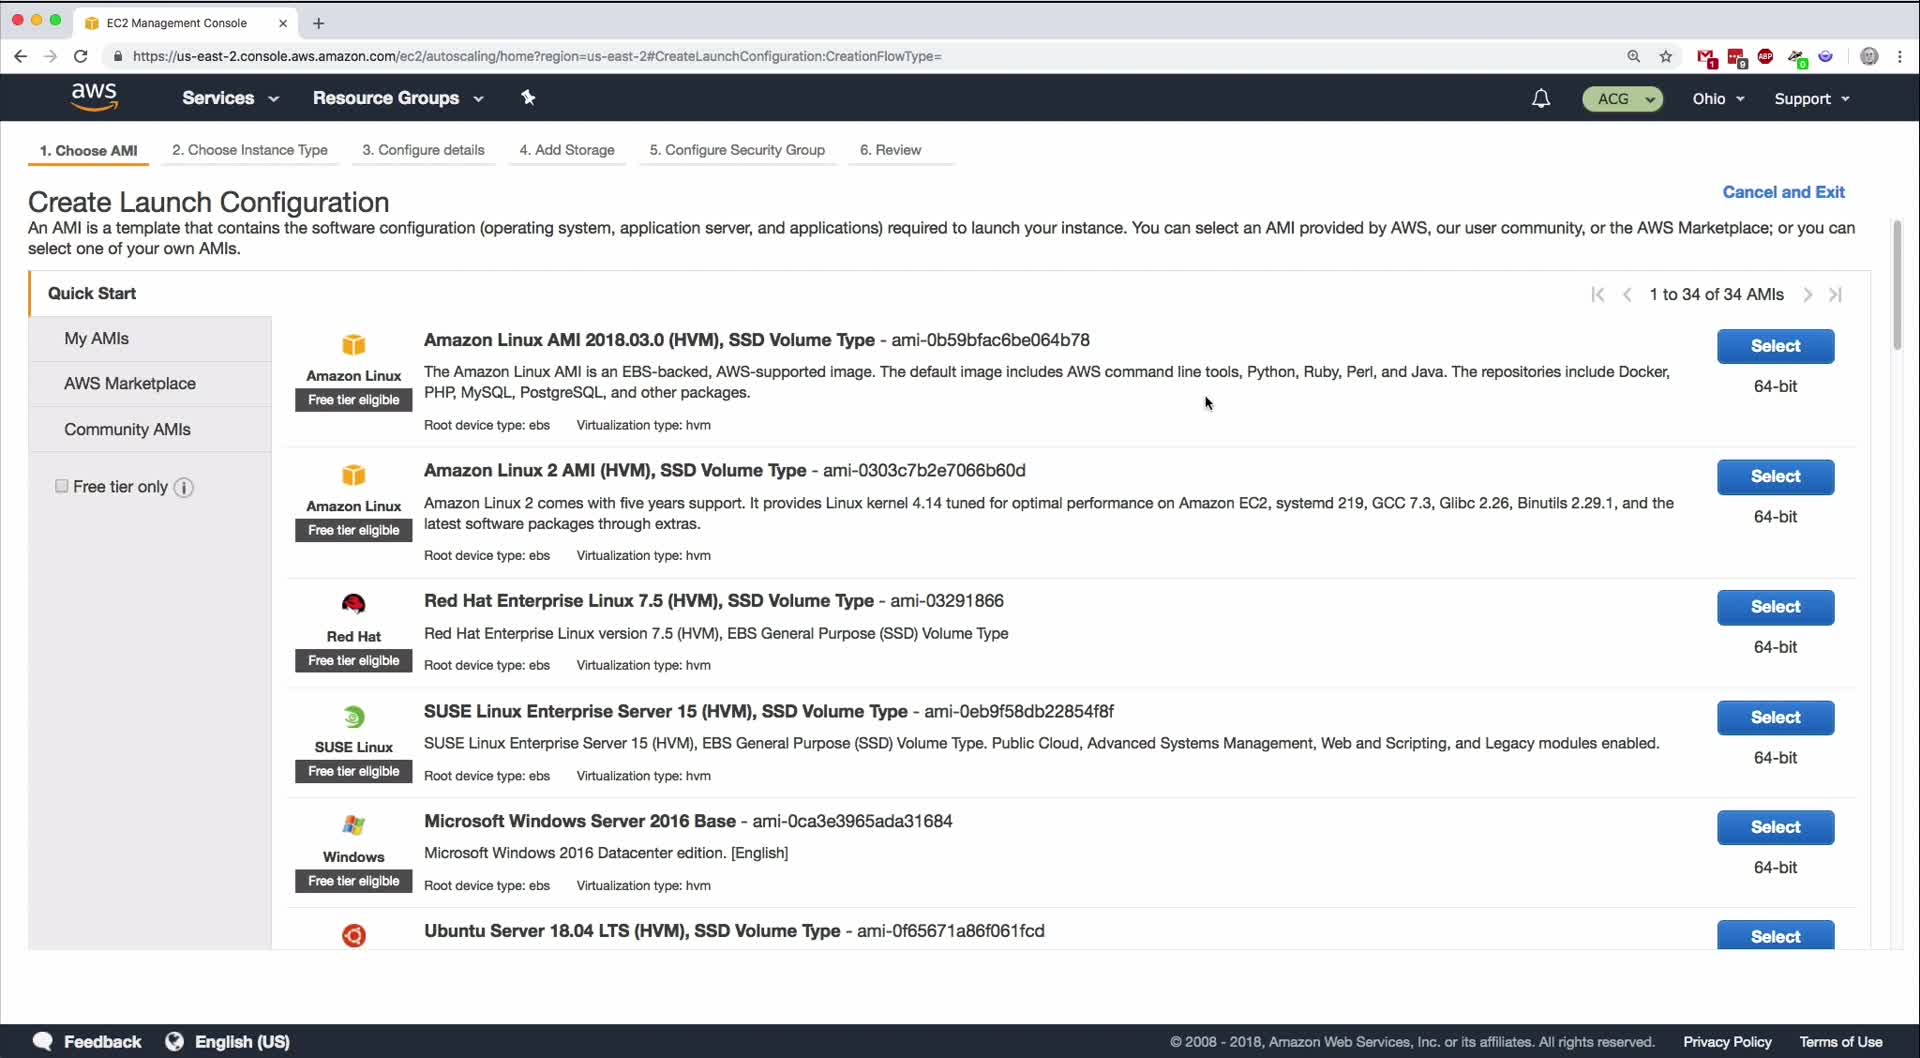 EC2 Management Console
https://us-east-2.console.aws.amazon.com/ec2/autoscaling/home?region=us-east-2#CreateLaunchConfiguration:CreationFlowType=
1
9
ABP
0
aws
Services
Resource Groups
ACG
Ohio
Support
1. Choose AMI
2. Choose Instance Type
3. Configure details
4. Add Storage
5. Configure Security Group
6. Review
Create Launch Configuration
Cancel and Exit
An AMI is a template that contains the software configuration (operating system, application server, and applications) required to launch your instance. You can select an AMI provided by AWS, our user community, or the AWS Marketplace; or you can
select one of your own AMIs.
Quick Start
My AMIs
AWS Marketplace
Community AMIs
Free tier only
1 to 34 of 34 AMIs
Amazon Linux
Free tier eligible
Amazon Linux AMI 2018.03.0 (HVM), SSD Volume Type - ami-0b59bfac6be064b78
The Amazon Linux AMI is an EBS-backed, AWS-supported image. The default image includes AWS command line tools, Python, Ruby, Perl, and Java. The repositories include Docker,
PHP, MySQL, PostgreSQL, and other packages.
Root device type: ebs Virtualization type: hvm
Select
64-bit
Amazon Linux
Free tier eligible
Amazon Linux 2 AMI (HVM), SSD Volume Type - ami-0303c7b2e7066b60d
Amazon Linux 2 comes with five years support. It provides Linux kernel 4.14 tuned for optimal performance on Amazon EC2, systemd 219, GCC 7.3, Glibc 2.26, Binutils 2.29.1, and the
latest software packages through extras.
Root device type: ebs Virtualization type: hvm
Select
64-bit
Red Hat
Free tier eligible
Red Hat Enterprise Linux 7.5 (HVM), SSD Volume Type - ami-03291866
Red Hat Enterprise Linux version 7.5 (HVM), EBS General Purpose (SSD) Volume Type
Root device type: ebs Virtualization type: hvm
Select
64-bit
SUSE Linux
Free tier eligible
SUSE Linux Enterprise Server 15 (HVM), SSD Volume Type - ami-0eb9f58db22854f8f
SUSE Linux Enterprise Server 15 (HVM), EBS General Purpose (SSD) Volume Type. Public Cloud, Advanced Systems Management, Web and Scripting, and Legacy modules enabled.
Root device type: ebs Virtualization type: hvm
Select
64-bit
Windows
Free tier eligible
Microsoft Windows Server 2016 Base - ami-0ca3e3965ada31684
Microsoft Windows 2016 Datacenter edition. [English]
Root device type: ebs Virtualization type: hvm
Select
64-bit
Ubuntu Server 18.04 LTS (HVM), SSD Volume Type - ami-0f65671a86f061fcd
Select
Feedback
English (US)
© 2008 - 2018, Amazon Web Services, Inc. or its affiliates. All rights reserved.
Privacy Policy
Terms of Use